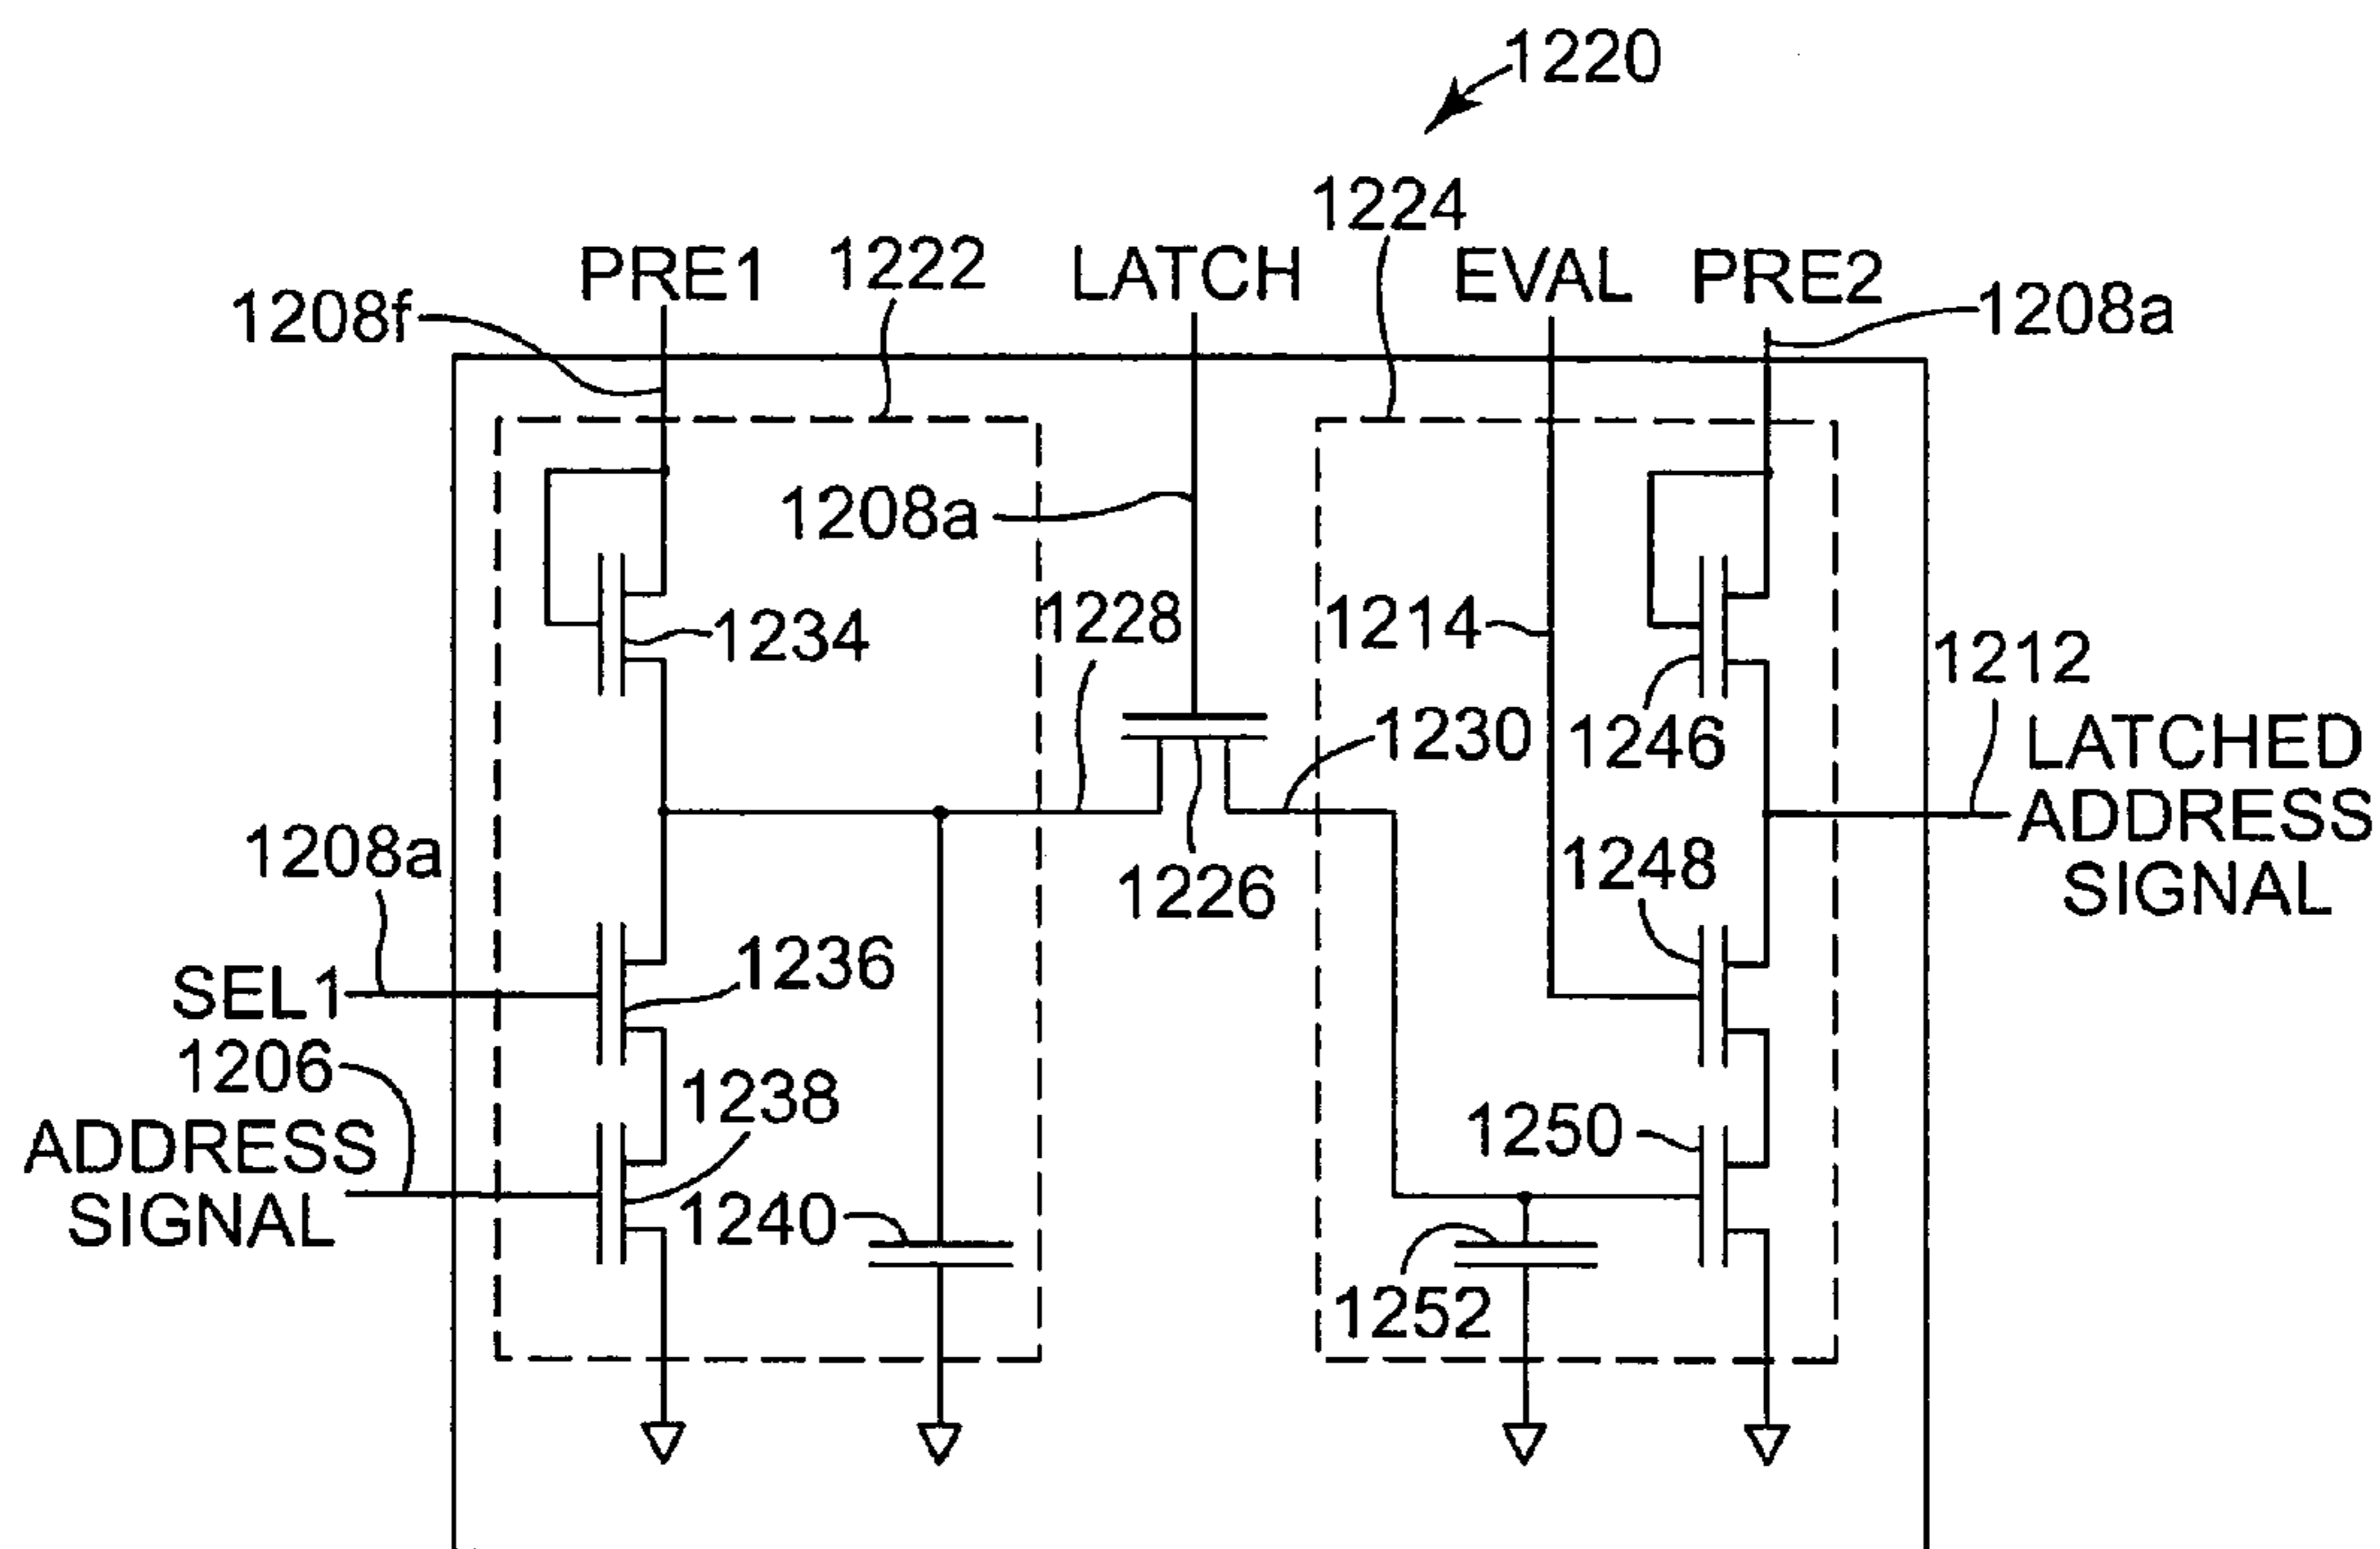 1220
1224
PRE1
1222
LATCH
EVAL
PRE2
1208f
1208a
1208a
1228
1214
1234
1212
1230
1246
LATCHED
ADDRESS
SIGNAL
1208a
1226
1248
1236
SEL1
1206
1238
ADDRESS
SIGNAL
1250
1240
1252